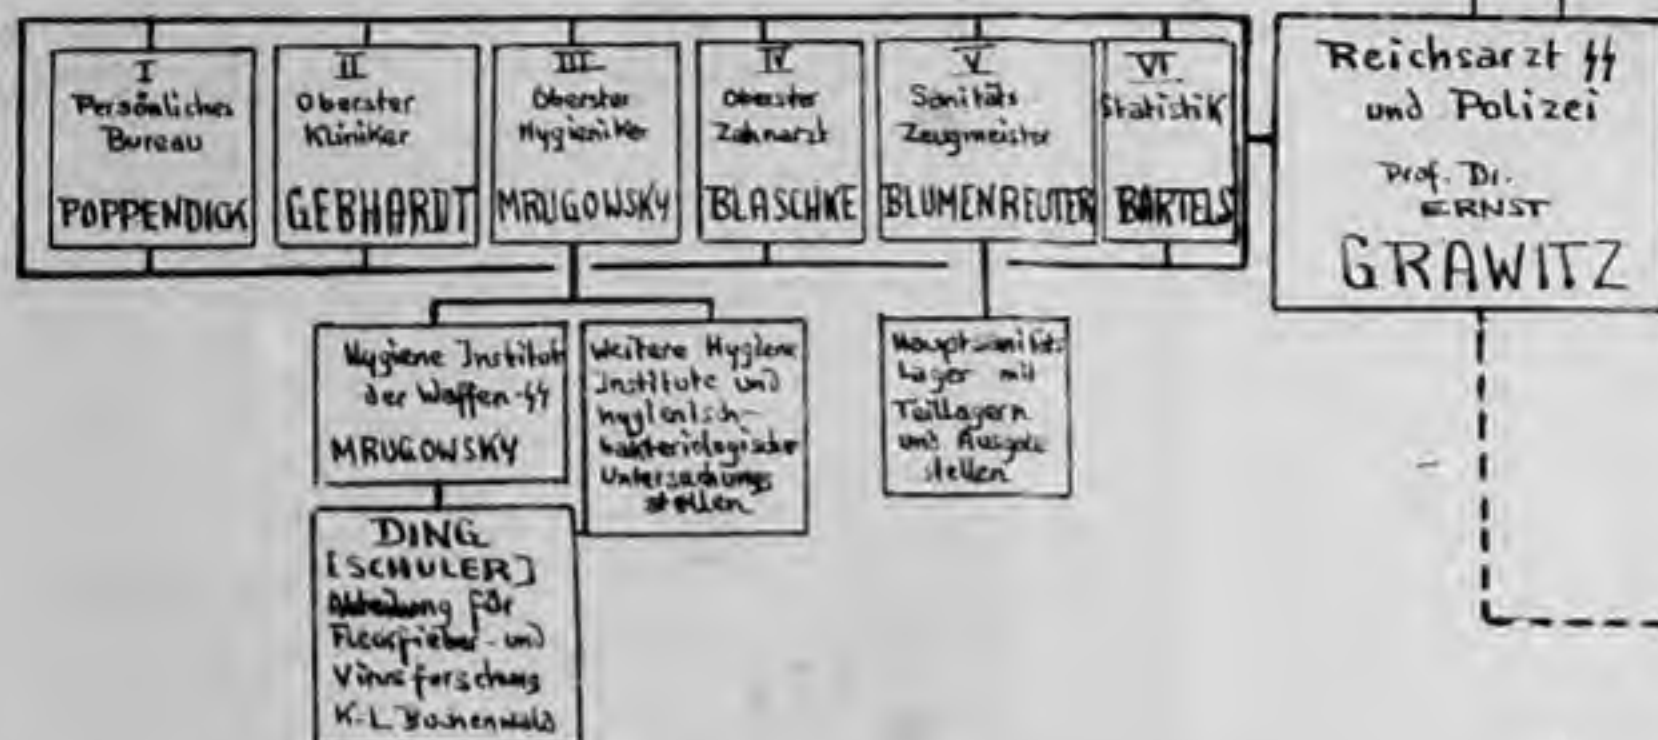 I
Persönliches
Bureau
POPPENDICK
II
Oberster
Kliniker
GEBHARDT
III
Oberster
Hygieniker
MRUGOWSKY
IV
Oberster
Zahnarzt
BLASCHKE
V
Sanitäts
Zeugmeister
BLUMENREUTER
VI
Statistik
BARTELS
Reichsarzt SS
und Polizei
Prof. Dr.
ERNST
GRAWITZ
Hygiene Institut
der Waffen-SS
MRUGOWSKY
Weitere Hygiene
Institute und
hygienisch-
bakteriologische
Untersuchungs
stellen
Hauptsanitäts
Lager mit
Teillagern
und Ausgabe
stellen
DING
[SCHULER]
Abteilung für
Fleckfieber- und
Virusforschung
K-L Buchenwald